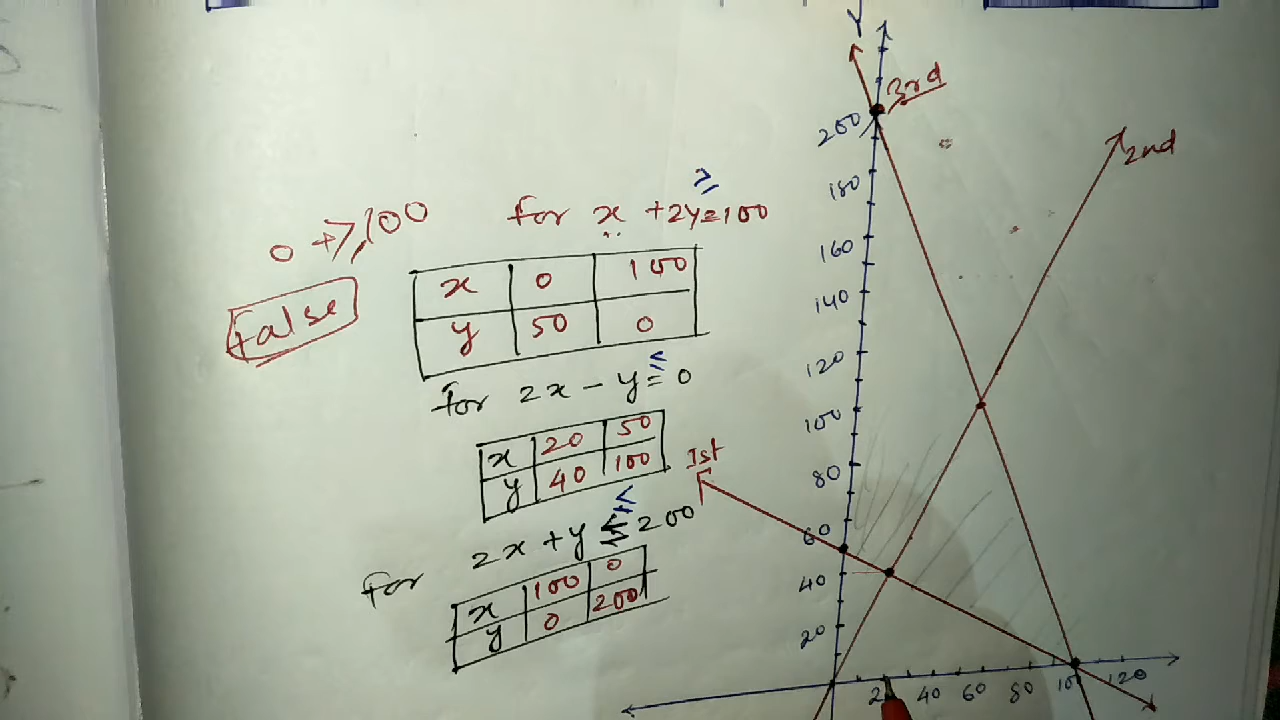 for x + 2y = 100
≥
0 ≱ 100
False
x 0 100
y 50 0
for 2x - y = 0
≤
x 20 50
y 40 100
for 2x + y ≤ 200
≤
x 100 0
y 0 200
Y
3rd
2nd
1st
200
180
160
140
120
100
80
60
40
20
20 40 60 80 100 120